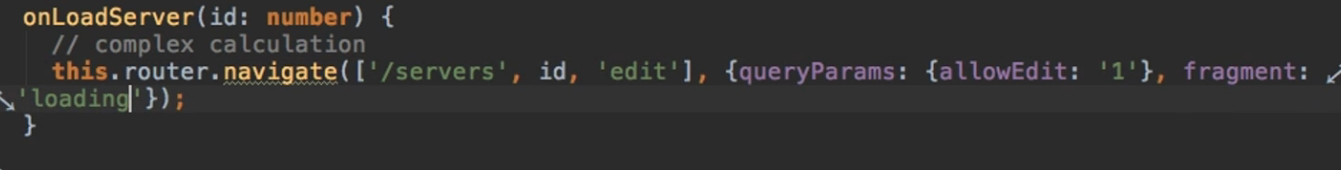 onLoadServer(id: number) {
// complex calculation
this.router.navigate(['/servers', id, 'edit'], {queryParams: {allowEdit: '1'}, fragment:
'loading'});
}